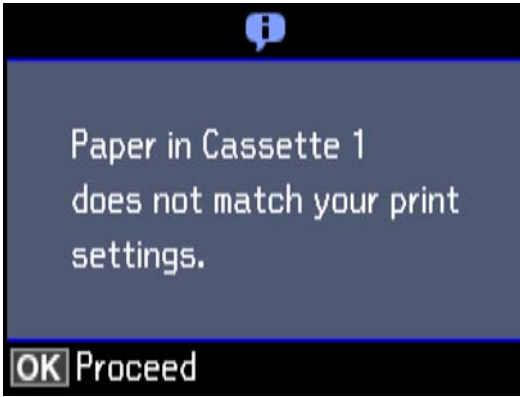 Paper in Cassette 1
does not match your print
settings.
OK Proceed